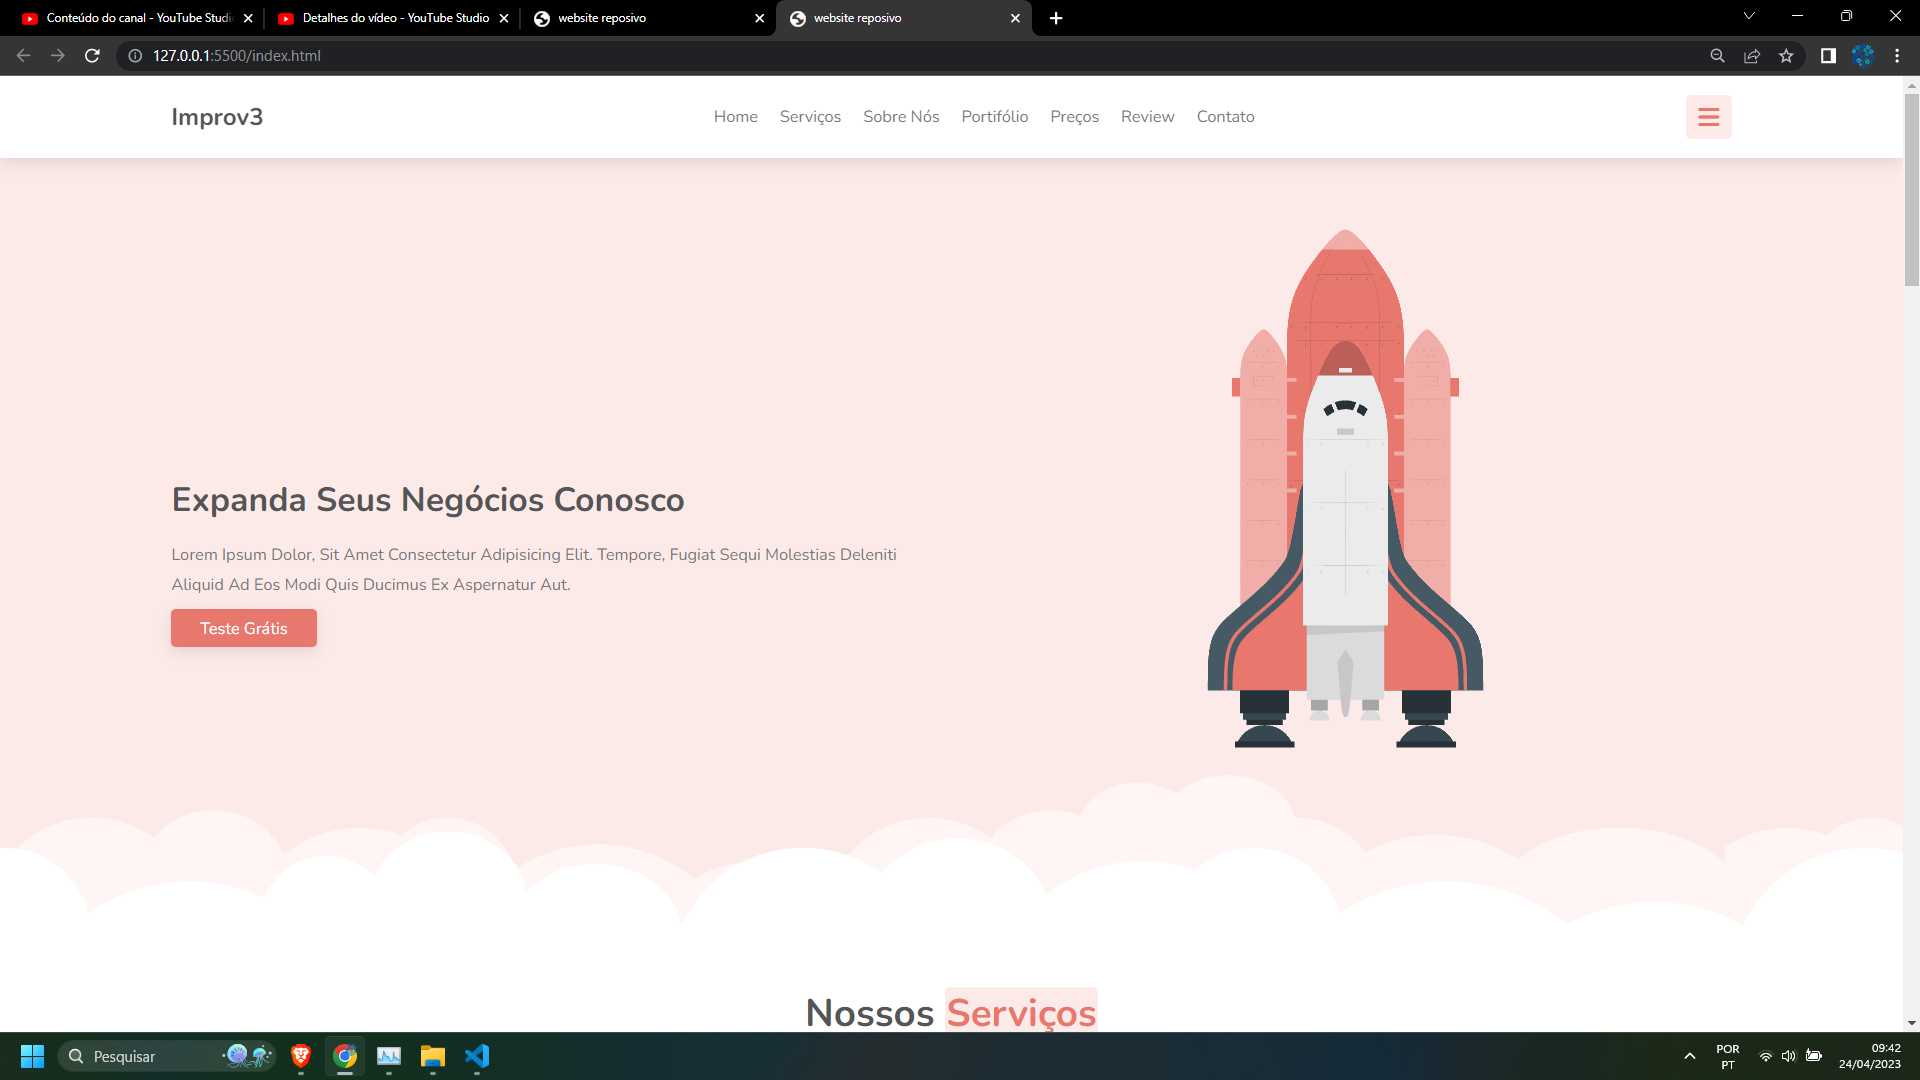 Conteúdo do canal - YouTube Studi
Detalhes do vídeo - YouTube Studio
website reposivo
website reposivo
127.0.0.1:5500/index.html
Improv3
Home Serviços Sobre Nós Portifólio Preços Review Contato
Expanda Seus Negócios Conosco
Lorem Ipsum Dolor, Sit Amet Consectetur Adipisicing Elit. Tempore, Fugiat Sequi Molestias Deleniti
Aliquid Ad Eos Modi Quis Ducimus Ex Aspernatur Aut.
Teste Grátis
Nossos Serviços
Pesquisar
POR
PT
09:42
24/04/2023